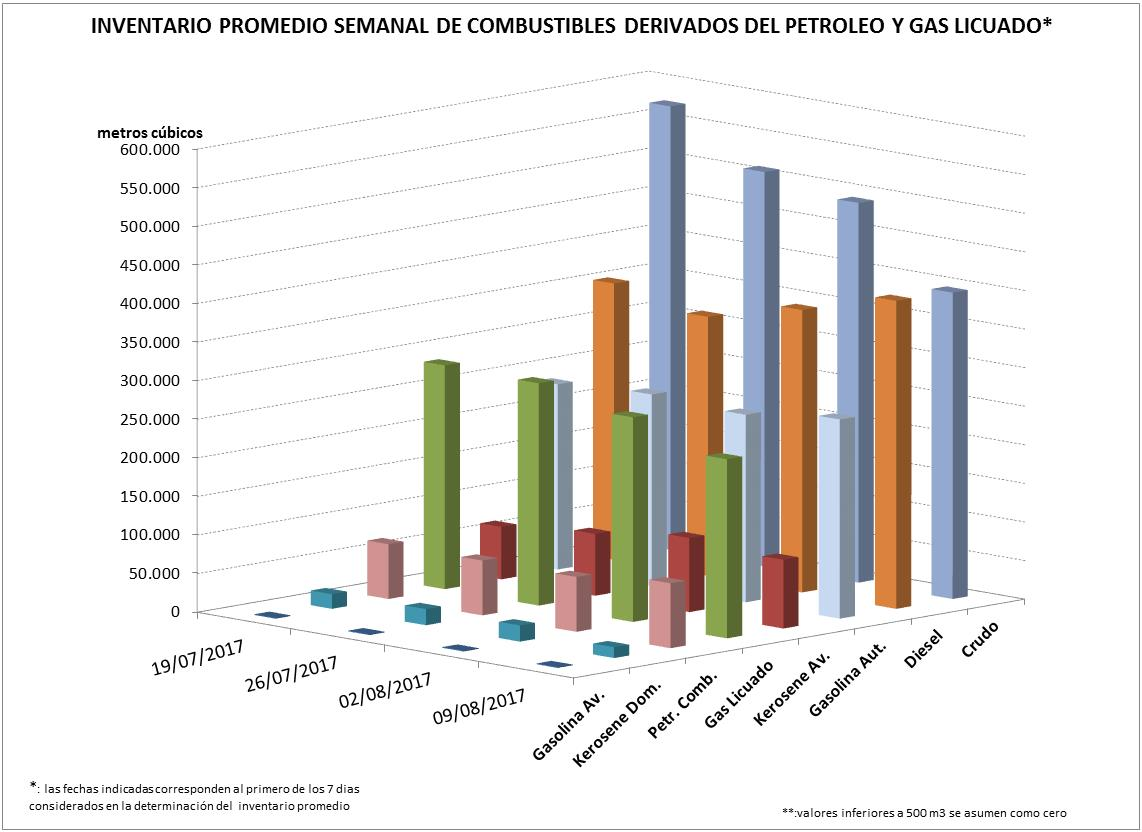 INVENTARIO PROMEDIO SEMANAL DE COMBUSTIBLES DERIVADOS DEL PETROLEO Y GAS LICUADO*
metros cúbicos
600.000
550.000
500.000
450.000
400.000
350.000
300.000
250.000
200.000
150.000
100.000
50.000
0
19/07/2017
26/07/2017
02/08/2017
09/08/2017
Gasolina Av.
Kerosene Dom.
Petr. Comb.
Gas Licuado
Kerosene Av.
Gasolina Aut.
Diesel
Crudo
*: las fechas indicadas corresponden al primero de los 7 dias
considerados en la determinación del inventario promedio
**:valores inferiores a 500 m3 se asumen como cero